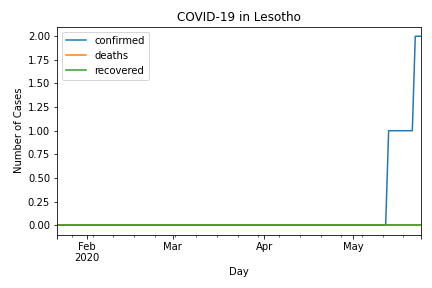 COVID-19 in Lesotho
confirmed
deaths
recovered
2.00
1.75
1.50
1.25
1.00
0.75
0.50
0.25
0.00
Number of Cases
Feb
2020
Mar
Apr
May
Day